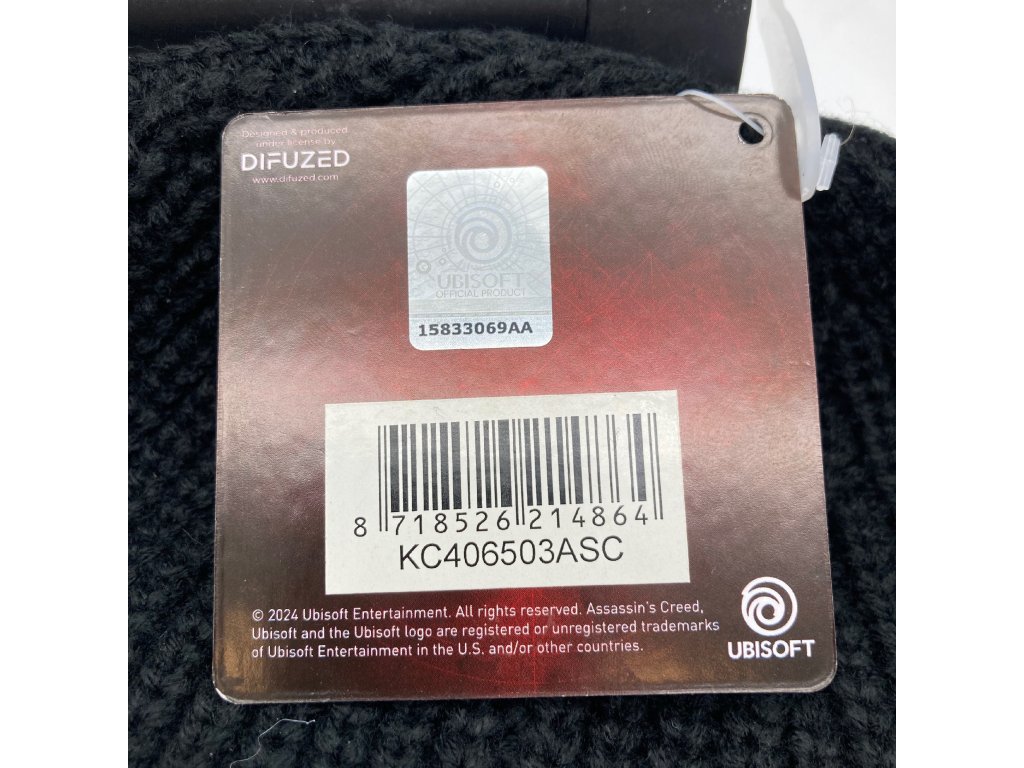 Designed & produced
under license by
DIFUZED
www.difuzed.com
UBISOFT
OFFICIAL PRODUCT
15833069AA
8 718526 214864
KC406503ASC
© 2024 Ubisoft Entertainment. All rights reserved. Assassin's Creed,
Ubisoft and the Ubisoft logo are registered or unregistered trademarks
of Ubisoft Entertainment in the U.S. and/or other countries.
UBISOFT